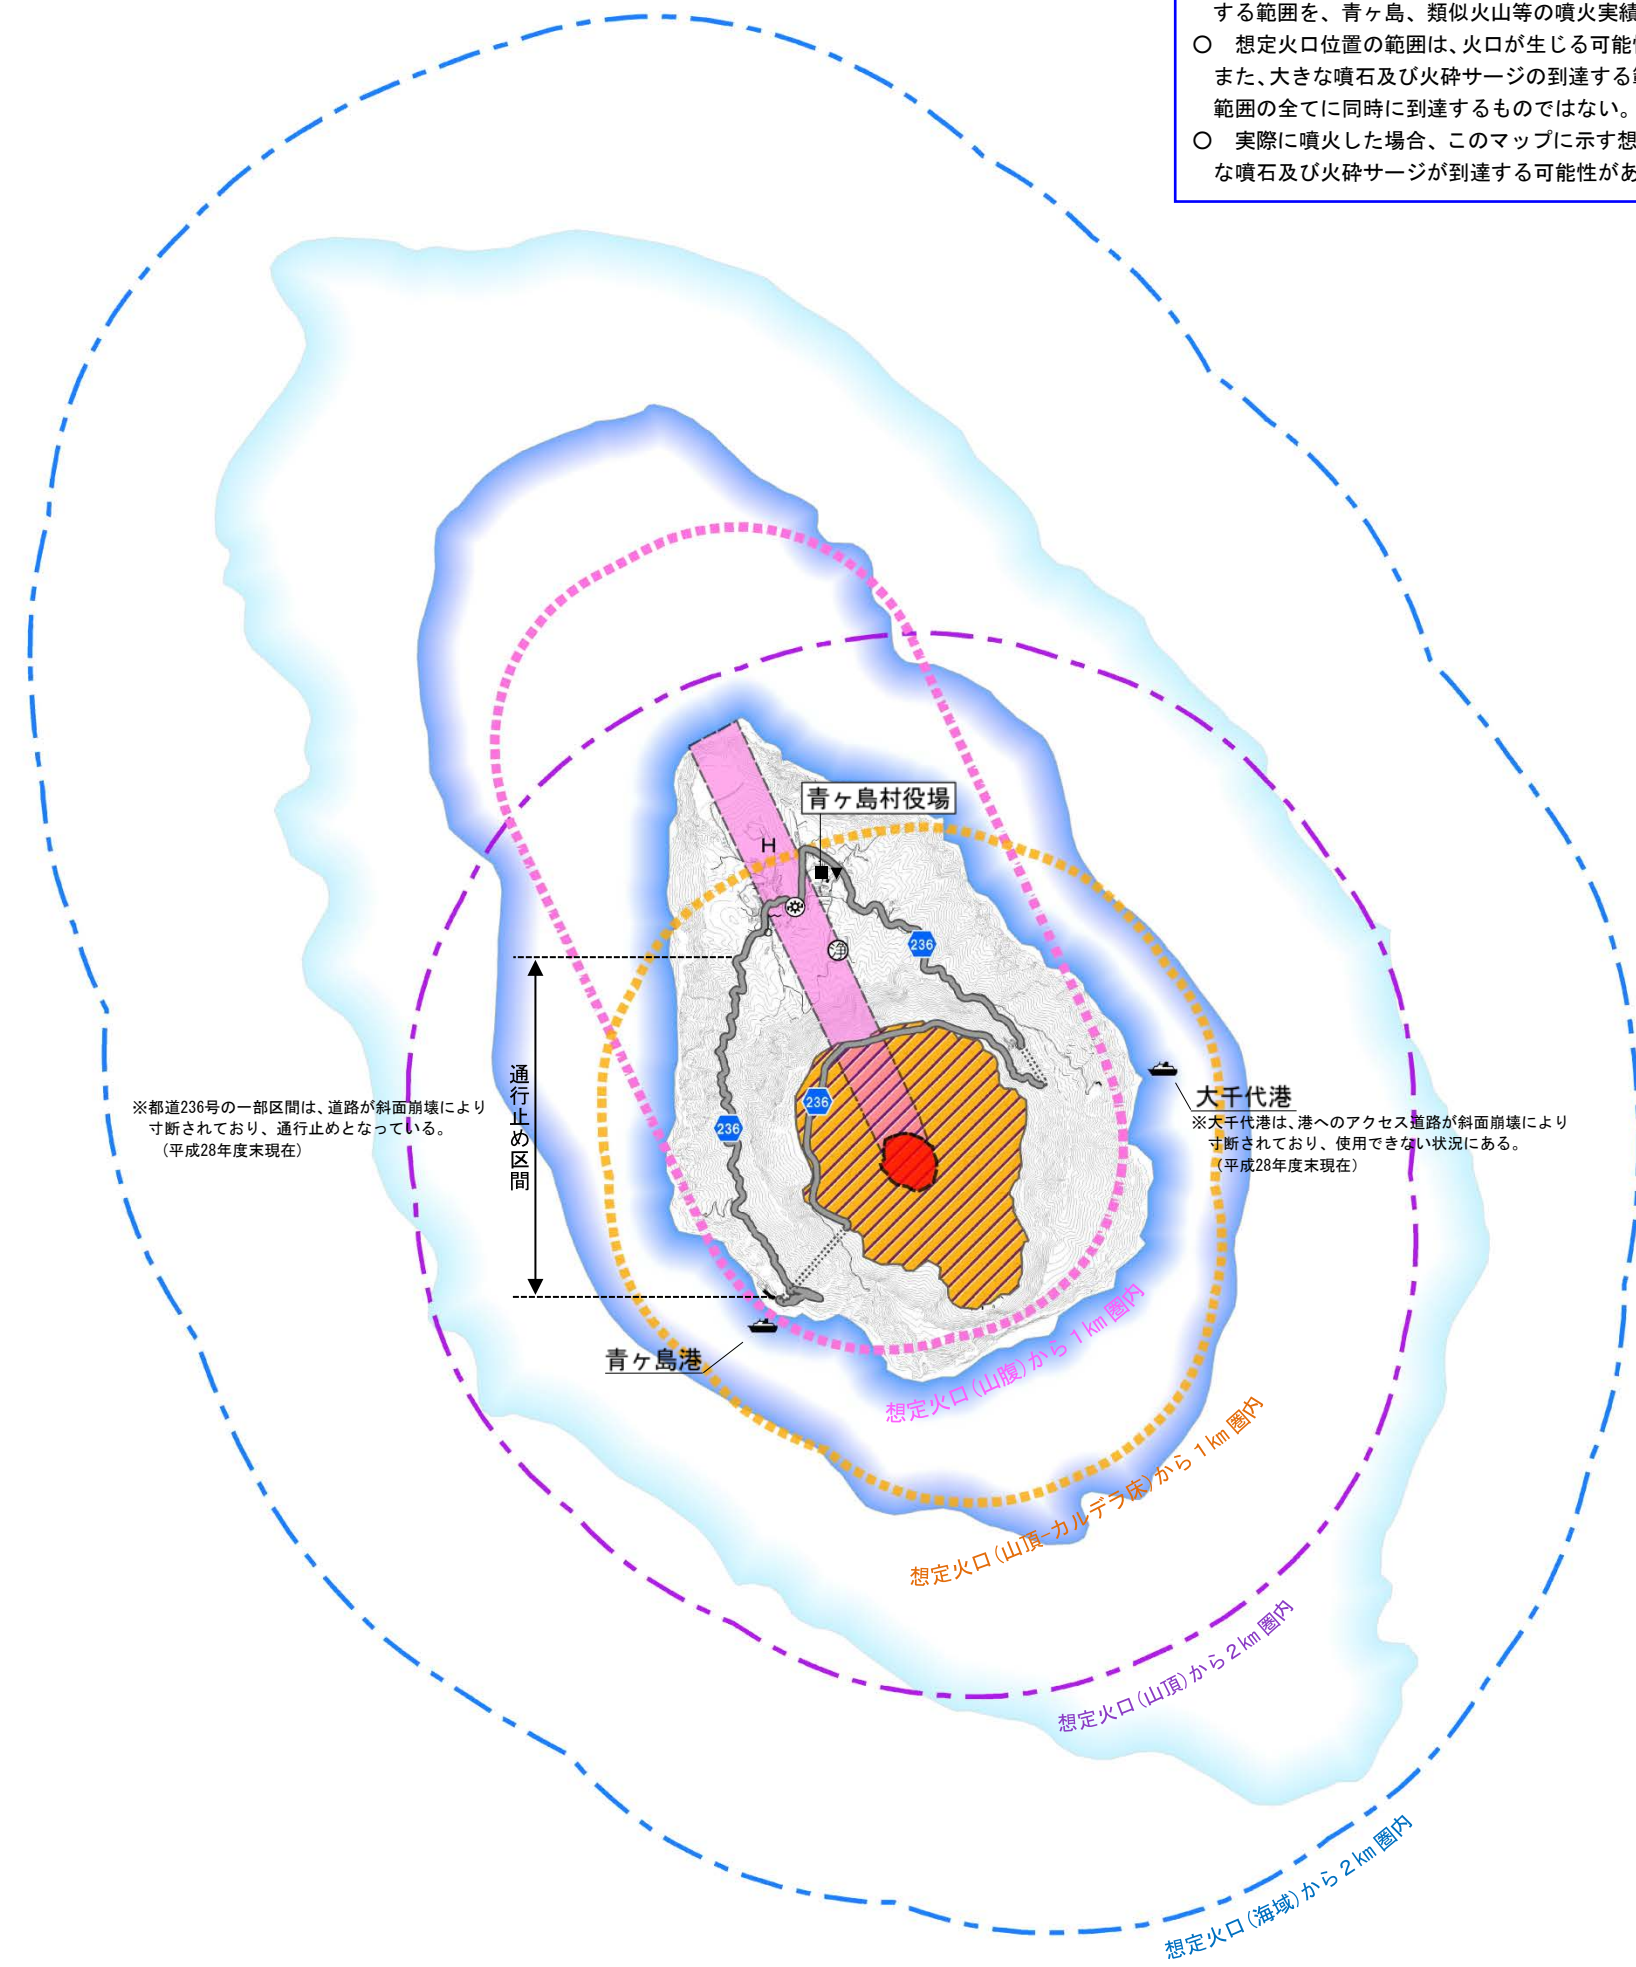 する範囲を、青ヶ島、類似火山等の噴火実績
○ 想定火口位置の範囲は、火口が生じる可能
また、大きな噴石及び火砕サージの到達する
範囲の全てに同時に到達するものではない。
○ 実際に噴火した場合、このマップに示す想
な噴石及び火砕サージが到達する可能性があ
青ヶ島村役場
H
浄
236
236
236
通行止め区間
※都道236号の一部区間は、道路が斜面崩壊により
寸断されており、通行止めとなっている。
(平成28年度末現在)
大千代港
※大千代港は、港へのアクセス道路が斜面崩壊により
寸断されており、使用できない状況にある。
(平成28年度末現在)
青ヶ島港
想定火口(山腹)から1㎞圏内
想定火口(山頂-カルデラ床)から1㎞圏内
想定火口(山頂)から2㎞圏内
想定火口(海域)から2㎞圏内